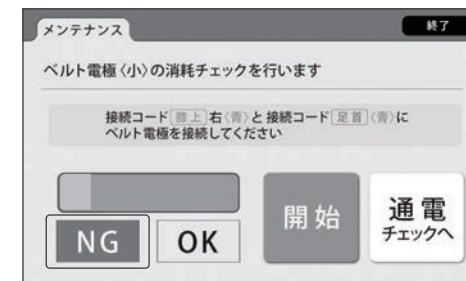 メンテナンス
終了
ベルト電極〈小〉の消耗チェックを行います
接続コード 膝上 右〈青〉と接続コード 足首〈青〉に
ベルト電極を接続してください
NG
OK
開始
通電
チェックへ